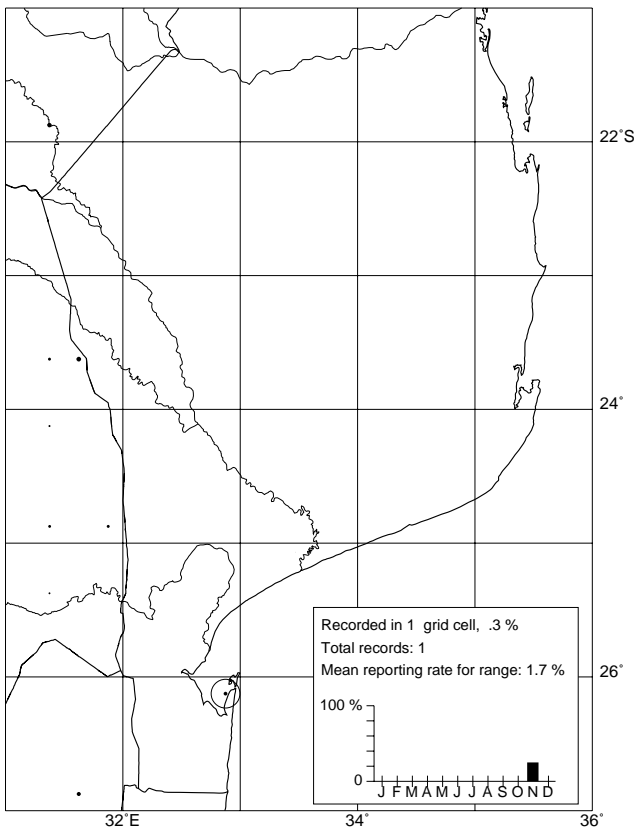 22˚S
24˚
Recorded in 1 grid cell, .3 %
Total records: 1
Mean reporting rate for range: 1.7 %
26˚
100 %
0
J F M A M J J A S O N D
32˚E
34˚
36˚